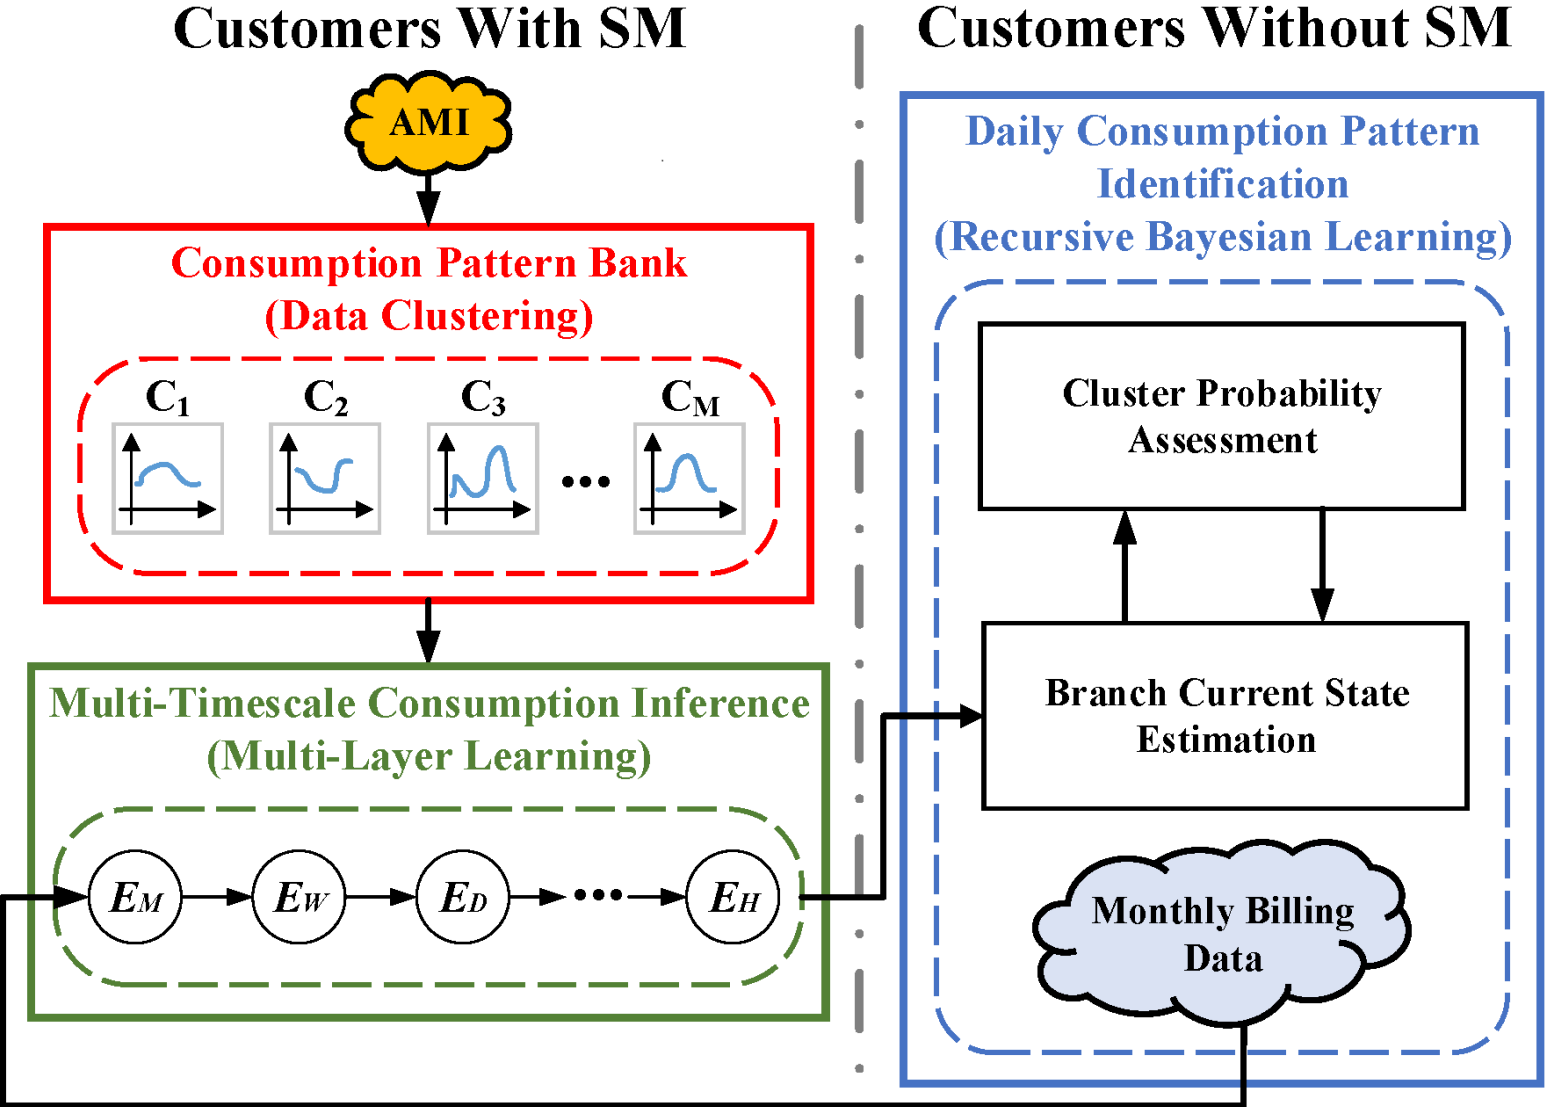 Customers With SM
AMI
Consumption Pattern Bank
(Data Clustering)
C1 C2 C3 CM
•••
Multi-Timescale Consumption Inference
(Multi-Layer Learning)
EM EW ED ••• EH
Customers Without SM
Daily Consumption Pattern
Identification
(Recursive Bayesian Learning)
Cluster Probability
Assessment
Branch Current State
Estimation
Monthly Billing
Data